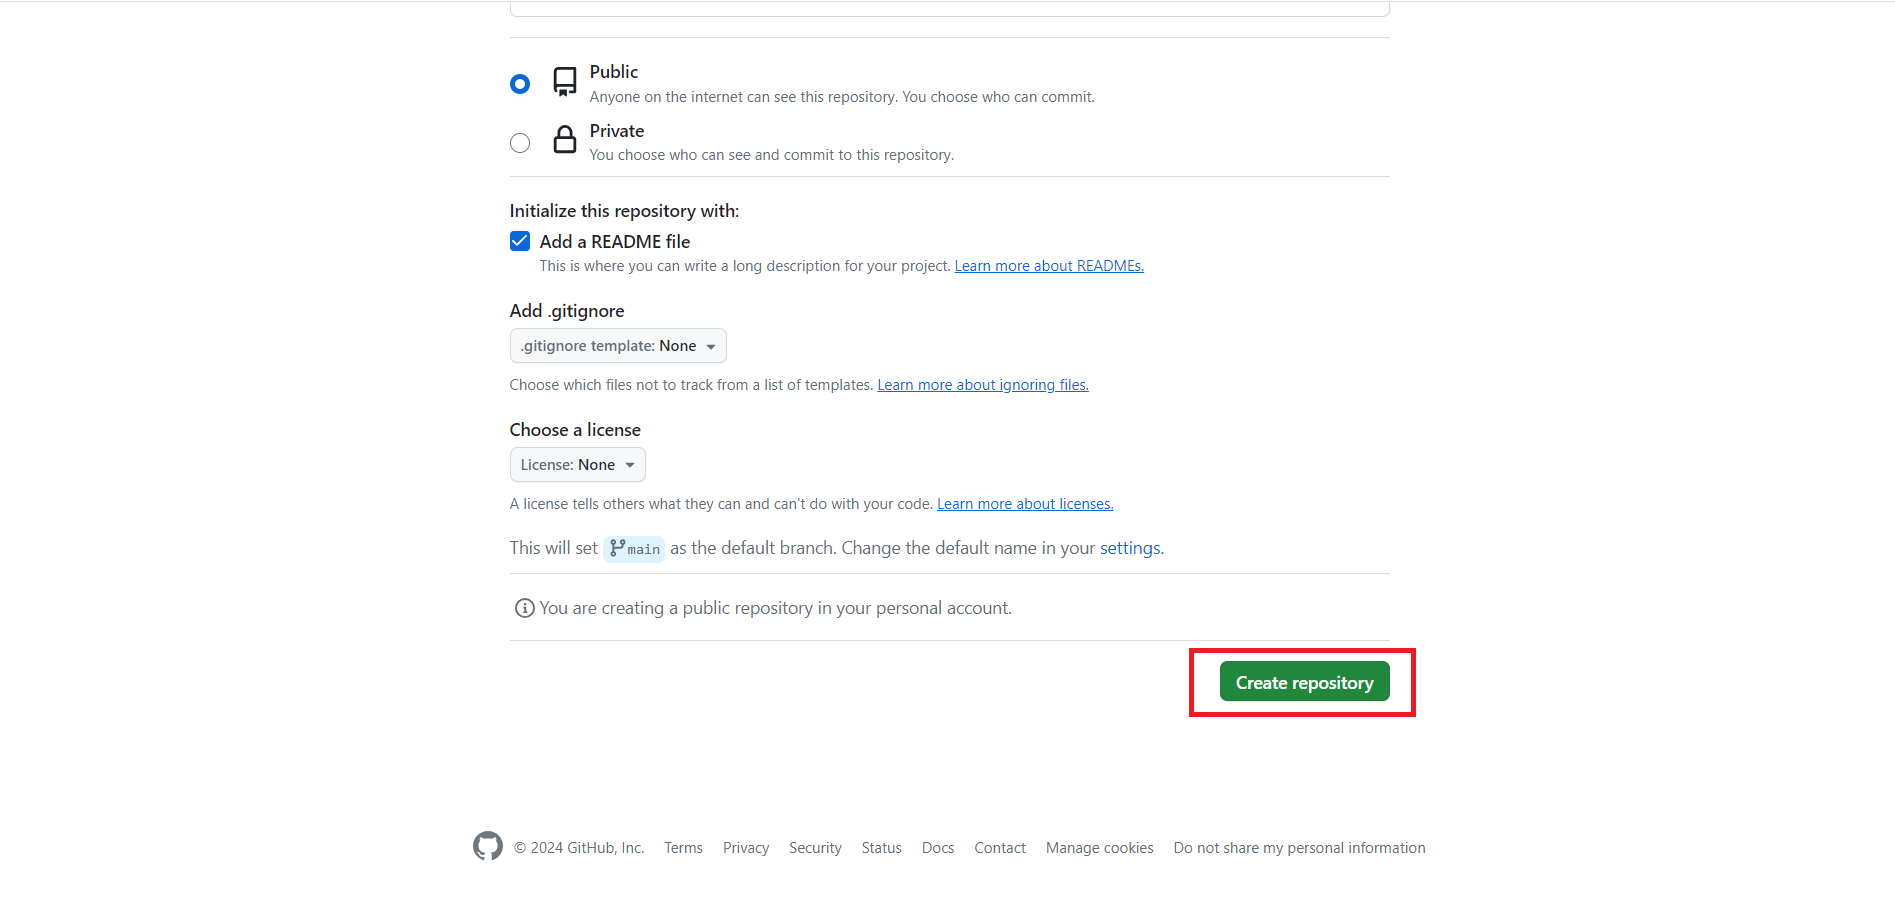 Public
Anyone on the internet can see this repository. You choose who can commit.
Private
You choose who can see and commit to this repository.
Initialize this repository with:
Add a README file
This is where you can write a long description for your project. Learn more about READMEs.
Add .gitignore
.gitignore template: None
Choose which files not to track from a list of templates. Learn more about ignoring files.
Choose a license
License: None
A license tells others what they can and can't do with your code. Learn more about licenses.
This will set main as the default branch. Change the default name in your settings.
You are creating a public repository in your personal account.
Create repository
© 2024 GitHub, Inc. Terms Privacy Security Status Docs Contact Manage cookies Do not share my personal information